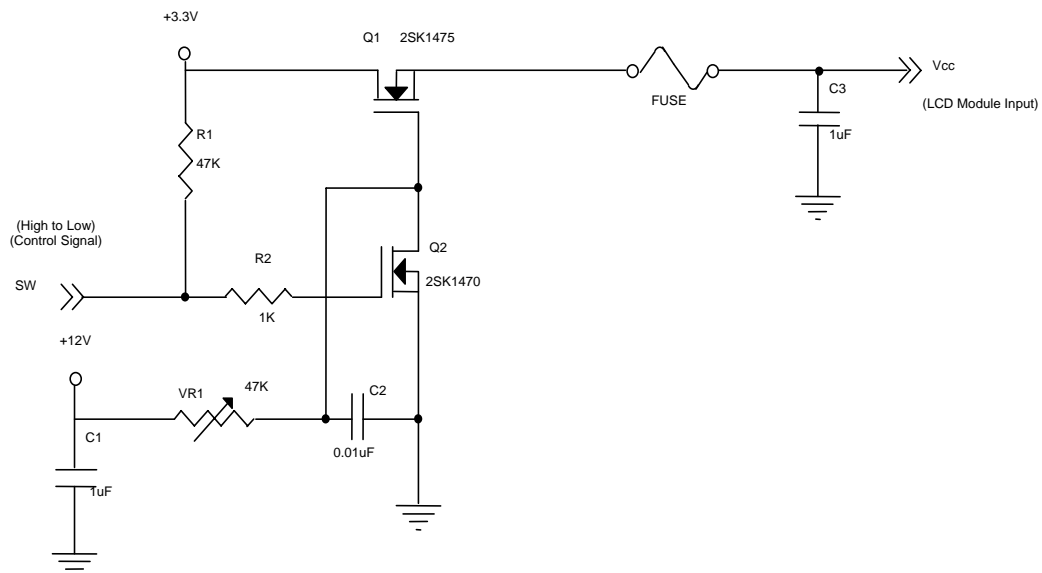 +3.3V
Q1 2SK1475
Vcc
C3
FUSE
(LCD Module Input)
R1
1uF
47K
(High to Low)
(Control Signal)
Q2
R2
SW
2SK1470
1K
+12V
VR1
47K
C2
C1
0.01uF
1uF